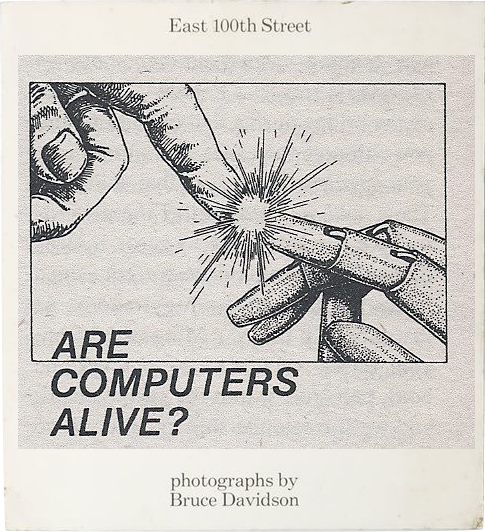 East 100th Street
ARE
COMPUTERS
ALIVE?
photographs by
Bruce Davidson